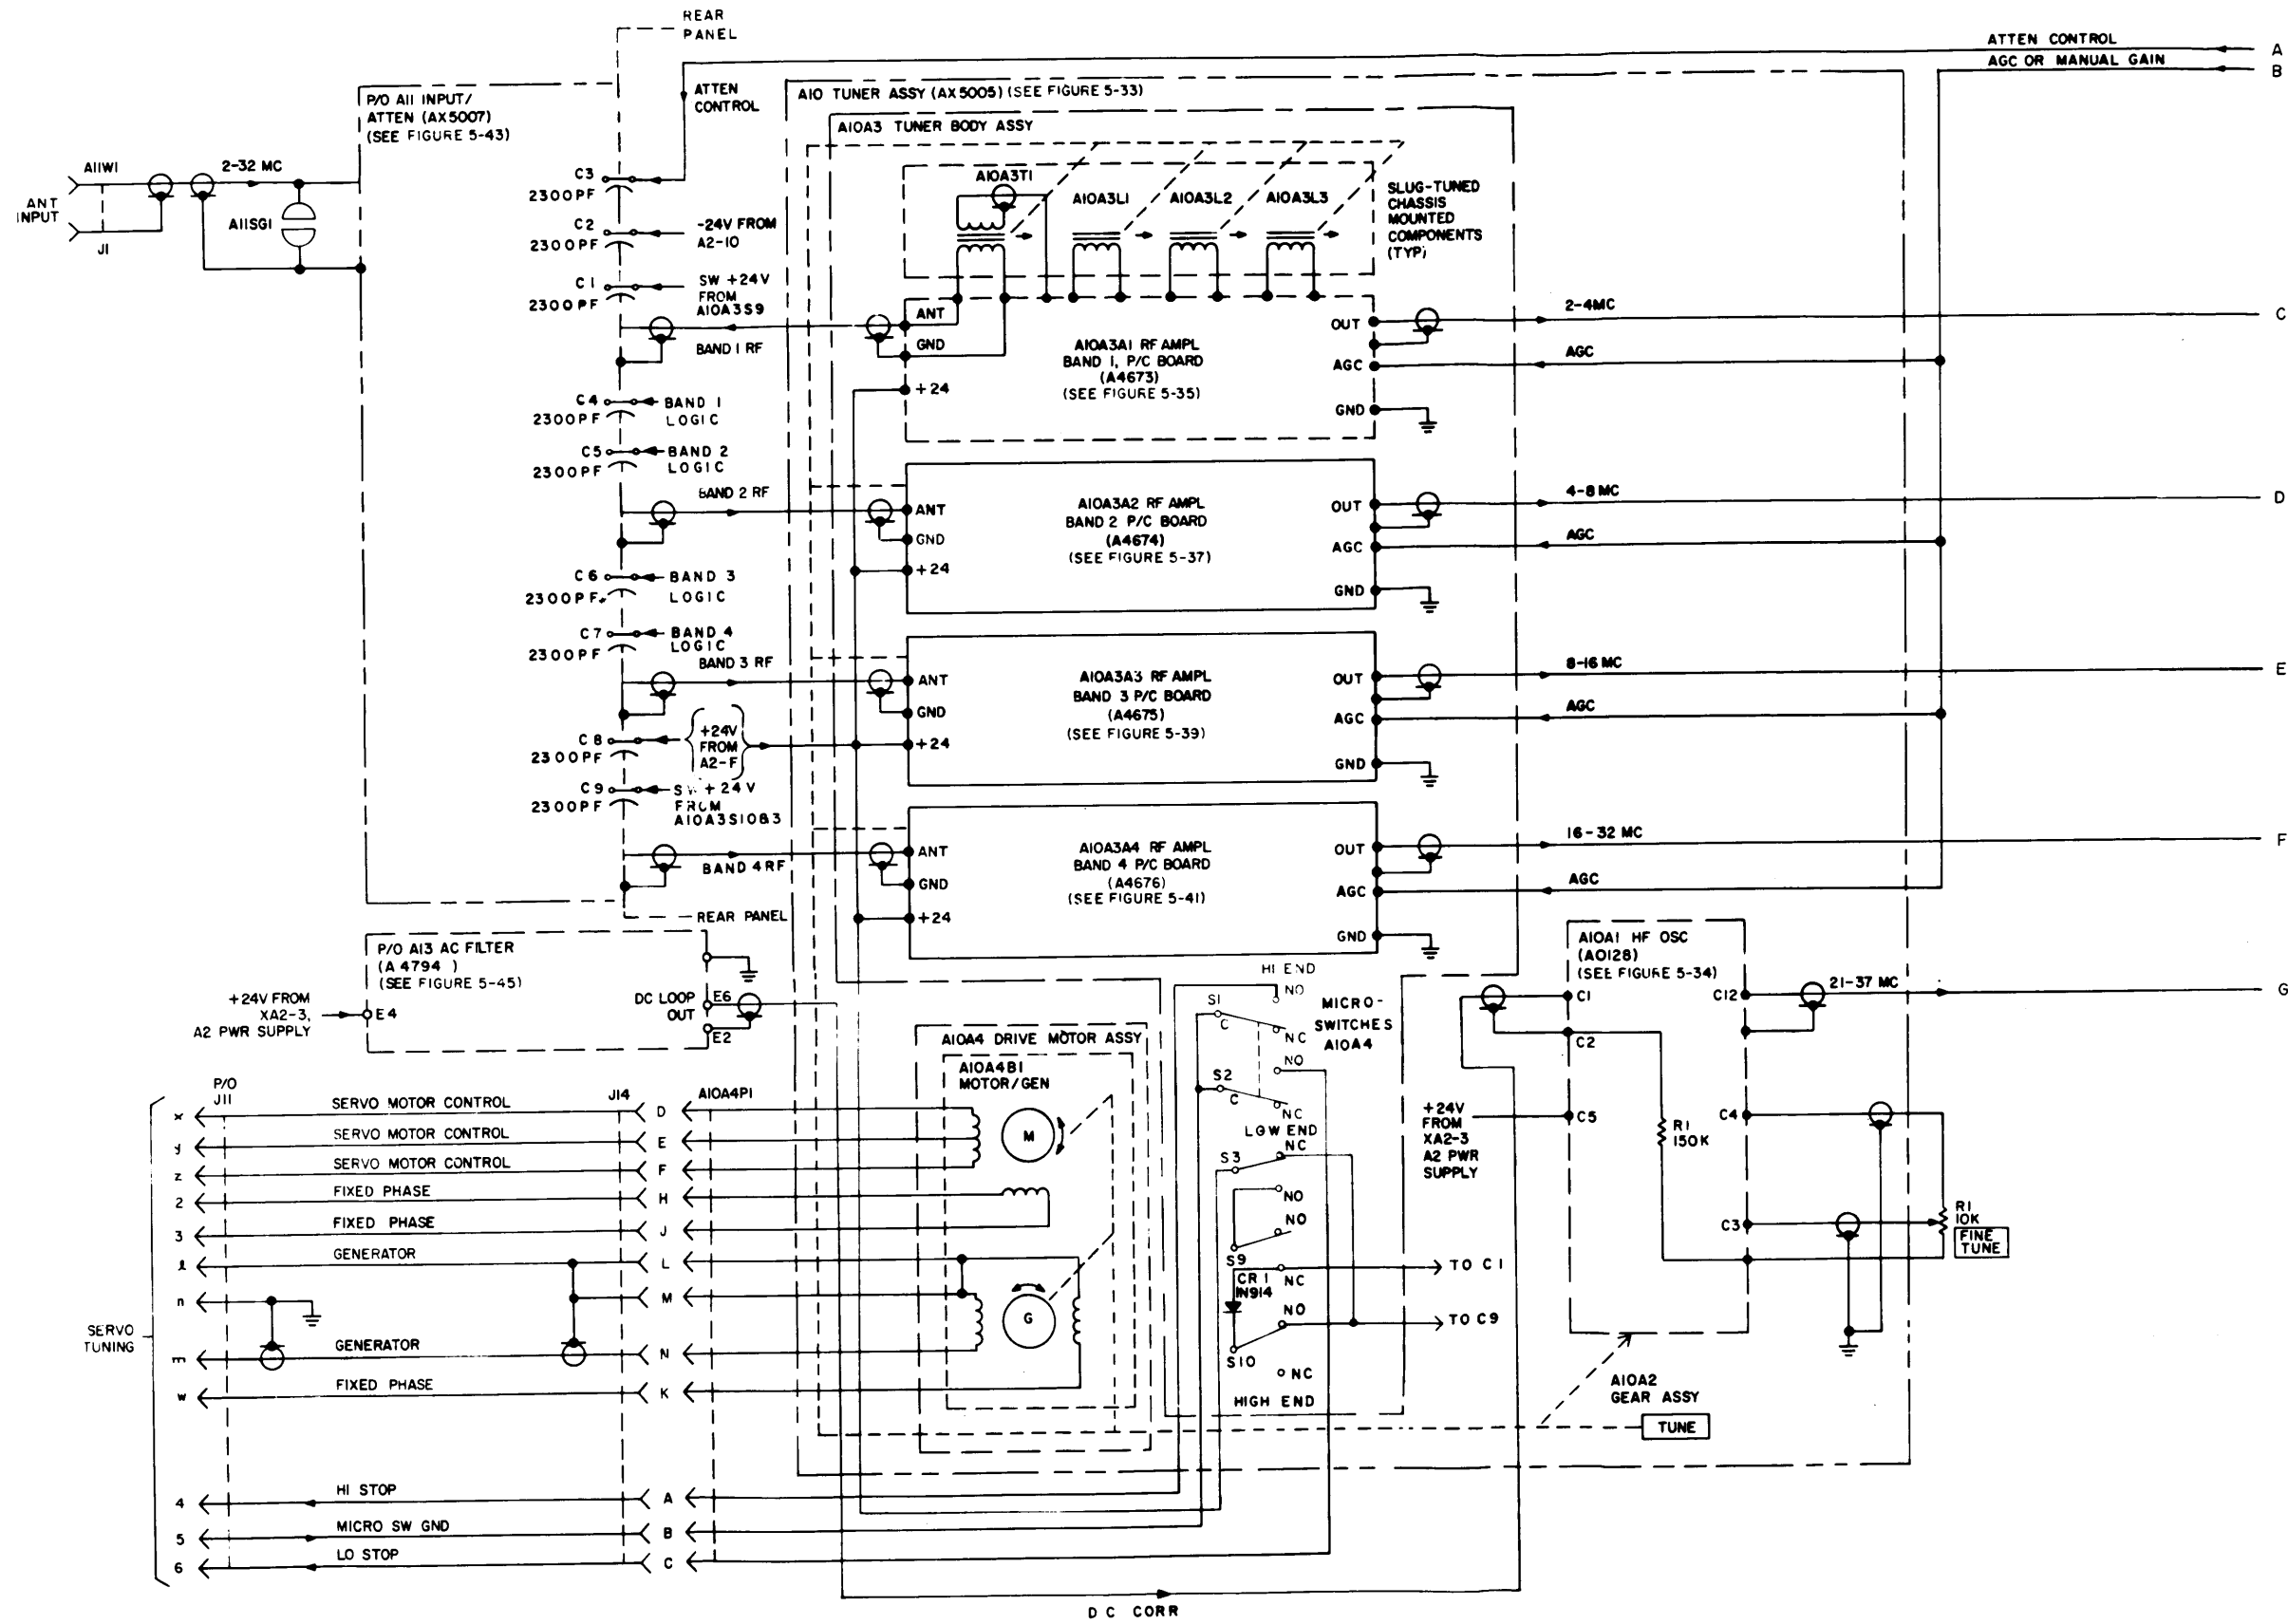 REAR
PANEL
ATTEN CONTROL
A
AGC OR MANUAL GAIN
B
P/O A11 INPUT/
ATTEN (AX5007)
(SEE FIGURE 5-43)
ATTEN
CONTROL
A10 TUNER ASSY (AX5005) (SEE FIGURE 5-33)
A10A3 TUNER BODY ASSY
A11W1
2-32 MC
ANT
INPUT
J1
A11SG1
C3
2300PF
C2
2300PF
-24V FROM
A2-10
C1
2300PF
SW +24V
FROM
A10A3S9
BAND 1 RF
A10A3T1
A10A3L1
A10A3L2
A10A3L3
SLUG-TUNED
CHASSIS
MOUNTED
COMPONENTS
(TYP)
ANT
GND
+24
A10A3A1 RF AMPL
BAND 1, P/C BOARD
(A4673)
(SEE FIGURE 5-35)
OUT
AGC
GND
2-4MC
AGC
C
C4
2300PF
BAND 1
LOGIC
C5
2300PF
BAND 2
LOGIC
BAND 2 RF
ANT
GND
+24
A10A3A2 RF AMPL
BAND 2 P/C BOARD
(A4674)
(SEE FIGURE 5-37)
OUT
AGC
GND
4-8MC
AGC
D
C6
2300PF
BAND 3
LOGIC
C7
2300PF
BAND 4
LOGIC
BAND 3 RF
ANT
GND
+24
A10A3A3 RF AMPL
BAND 3 P/C BOARD
(A4675)
(SEE FIGURE 5-39)
OUT
AGC
GND
8-16 MC
AGC
E
C8
2300PF
+24V
FROM
A2-F
C9
2300PF
SW +24V
FROM
A10A3S10&3
BAND 4 RF
ANT
GND
+24
A10A3A4 RF AMPL
BAND 4 P/C BOARD
(A4676)
(SEE FIGURE 5-41)
OUT
AGC
GND
16-32 MC
AGC
F
REAR PANEL
P/O A13 AC FILTER
(A 4794 )
(SEE FIGURE 5-45)
+24V FROM
XA2-3,
A2 PWR SUPPLY
E4
DC LOOP
OUT
E6
E2
HI END
NO
S1
C
NC
MICRO-
SWITCHES
A10A4
NO
S2
C
NC
LOW END
NC
S3
NO
NO
S9
CR1
1N914
NC
NO
S10
NC
HIGH END
TO C1
TO C9
A10A1 HF OSC
(AO128)
(SEE FIGURE 5-34)
C1
C2
C5
C12
C4
C3
R1
150K
21-37 MC
G
+24V
FROM
XA2-3
A2 PWR
SUPPLY
R1
10K
FINE
TUNE
A10A2
GEAR ASSY
TUNE
A10A4 DRIVE MOTOR ASSY
A10A4B1
MOTOR/GEN
M
G
P/O
J11
J14
A10A4P1
SERVO
TUNING
x SERVO MOTOR CONTROL D
y SERVO MOTOR CONTROL E
z SERVO MOTOR CONTROL F
2 FIXED PHASE H
3 FIXED PHASE J
l GENERATOR L
n M
m GENERATOR N
w FIXED PHASE K
4 HI STOP A
5 MICRO SW GND B
6 LO STOP C
DC CORR